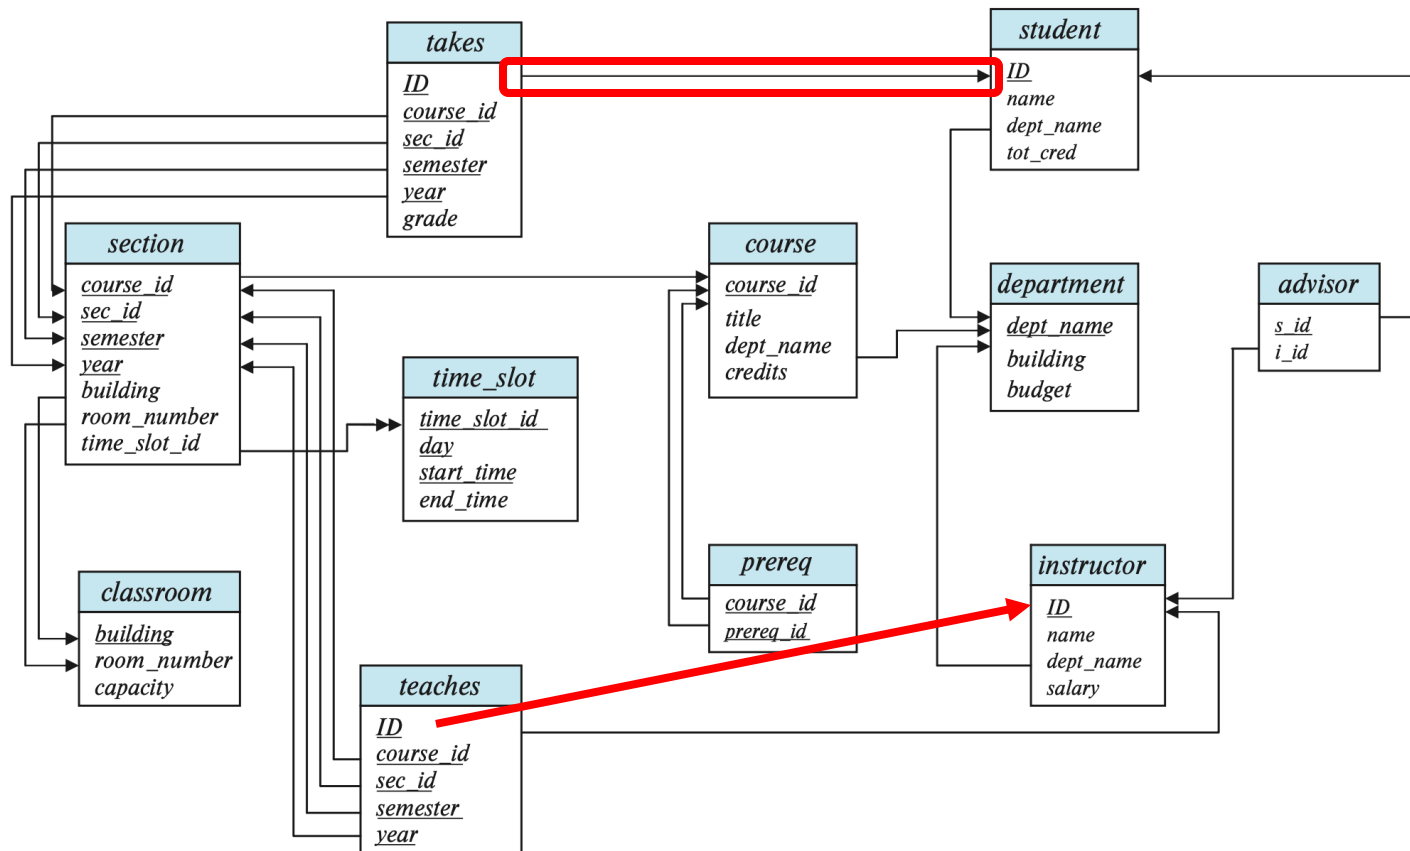 takes
ID
course_id
sec_id
semester
year
grade
student
ID
name
dept_name
tot_cred
section
course_id
sec_id
semester
year
building
room_number
time_slot_id
course
course_id
title
dept_name
credits
department
dept_name
building
budget
advisor
s_id
i_id
time_slot
time_slot_id
day
start_time
end_time
prereq
course_id
prereq_id
instructor
ID
name
dept_name
salary
classroom
building
room_number
capacity
teaches
ID
course_id
sec_id
semester
year